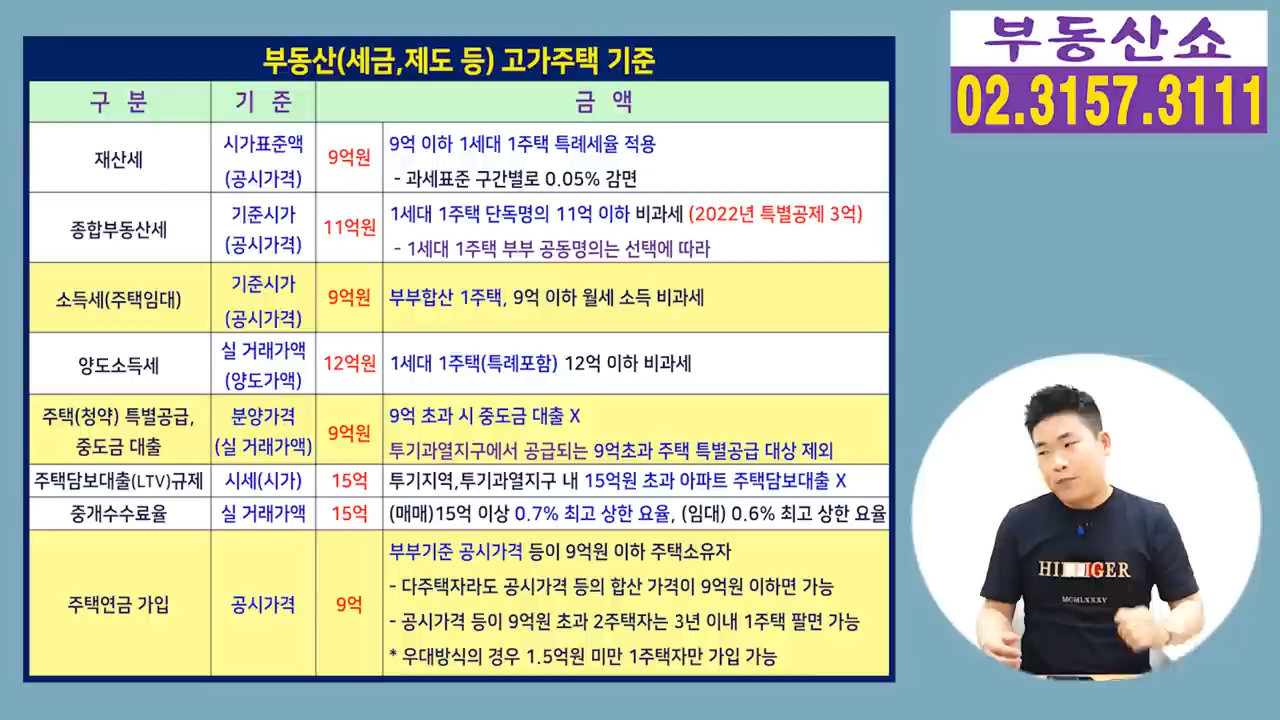 부동산쇼
02.3157.3111
부동산(세금,제도 등) 고가주택 기준
구 분 기 준 금 액
재산세 시가표준액 (공시가격) 9억원 9억 이하 1세대 1주택 특례세율 적용
- 과세표준 구간별로 0.05% 감면
종합부동산세 기준시가 (공시가격) 11억원 1세대 1주택 단독명의 11억 이하 비과세 (2022년 특별공제 3억)
- 1세대 1주택 부부 공동명의는 선택에 따라
소득세(주택임대) 기준시가 (공시가격) 9억원 부부합산 1주택, 9억 이하 월세 소득 비과세
양도소득세 실 거래가액 (양도가액) 12억원 1세대 1주택(특례포함) 12억 이하 비과세
주택(청약) 특별공급, 중도금 대출 분양가격 (실 거래가액) 9억원 9억 초과 시 중도금 대출 X
투기과열지구에서 공급되는 9억초과 주택 특별공급 대상 제외
주택담보대출(LTV)규제 시세(시가) 15억 투기지역,투기과열지구 내 15억원 초과 아파트 주택담보대출 X
중개수수료율 실 거래가액 15억 (매매)15억 이상 0.7% 최고 상한 요율, (임대) 0.6% 최고 상한 요율
주택연금 가입 공시가격 9억 부부기준 공시가격 등이 9억원 이하 주택소유자
- 다주택자라도 공시가격 등의 합산 가격이 9억원 이하면 가능
- 공시가격 등이 9억원 초과 2주택자는 3년 이내 1주택 팔면 가능
* 우대방식의 경우 1.5억원 미만 1주택자만 가입 가능
MCMLXXXV